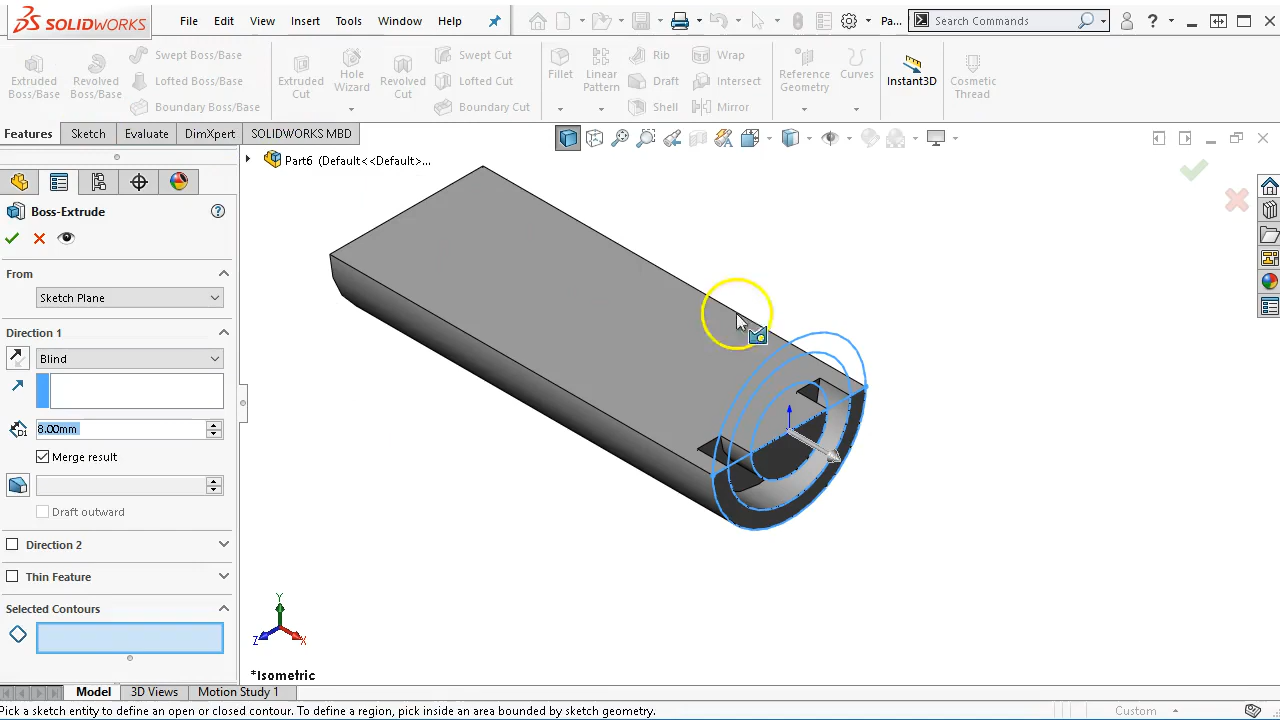 SOLIDWORKS File Edit View Insert Tools Window Help Pa... Search Commands
Extruded Boss/Base Revolved Boss/Base Swept Boss/Base Lofted Boss/Base Boundary Boss/Base Extruded Cut Hole Wizard Revolved Cut Swept Cut Lofted Cut Boundary Cut Fillet Linear Pattern Rib Draft Shell Wrap Intersect Mirror Reference Geometry Curves Instant3D Cosmetic Thread
Features Sketch Evaluate DimXpert SOLIDWORKS MBD
Part6 (Default<<Default>...
Boss-Extrude
From
Sketch Plane
Direction 1
Blind
D1 8.00mm
Merge result
Draft outward
Direction 2
Thin Feature
Selected Contours
Y
Z X
*Isometric
Model 3D Views Motion Study 1
Pick a sketch entity to define an open or closed contour. To define a region, pick inside an area bounded by sketch geometry. Custom